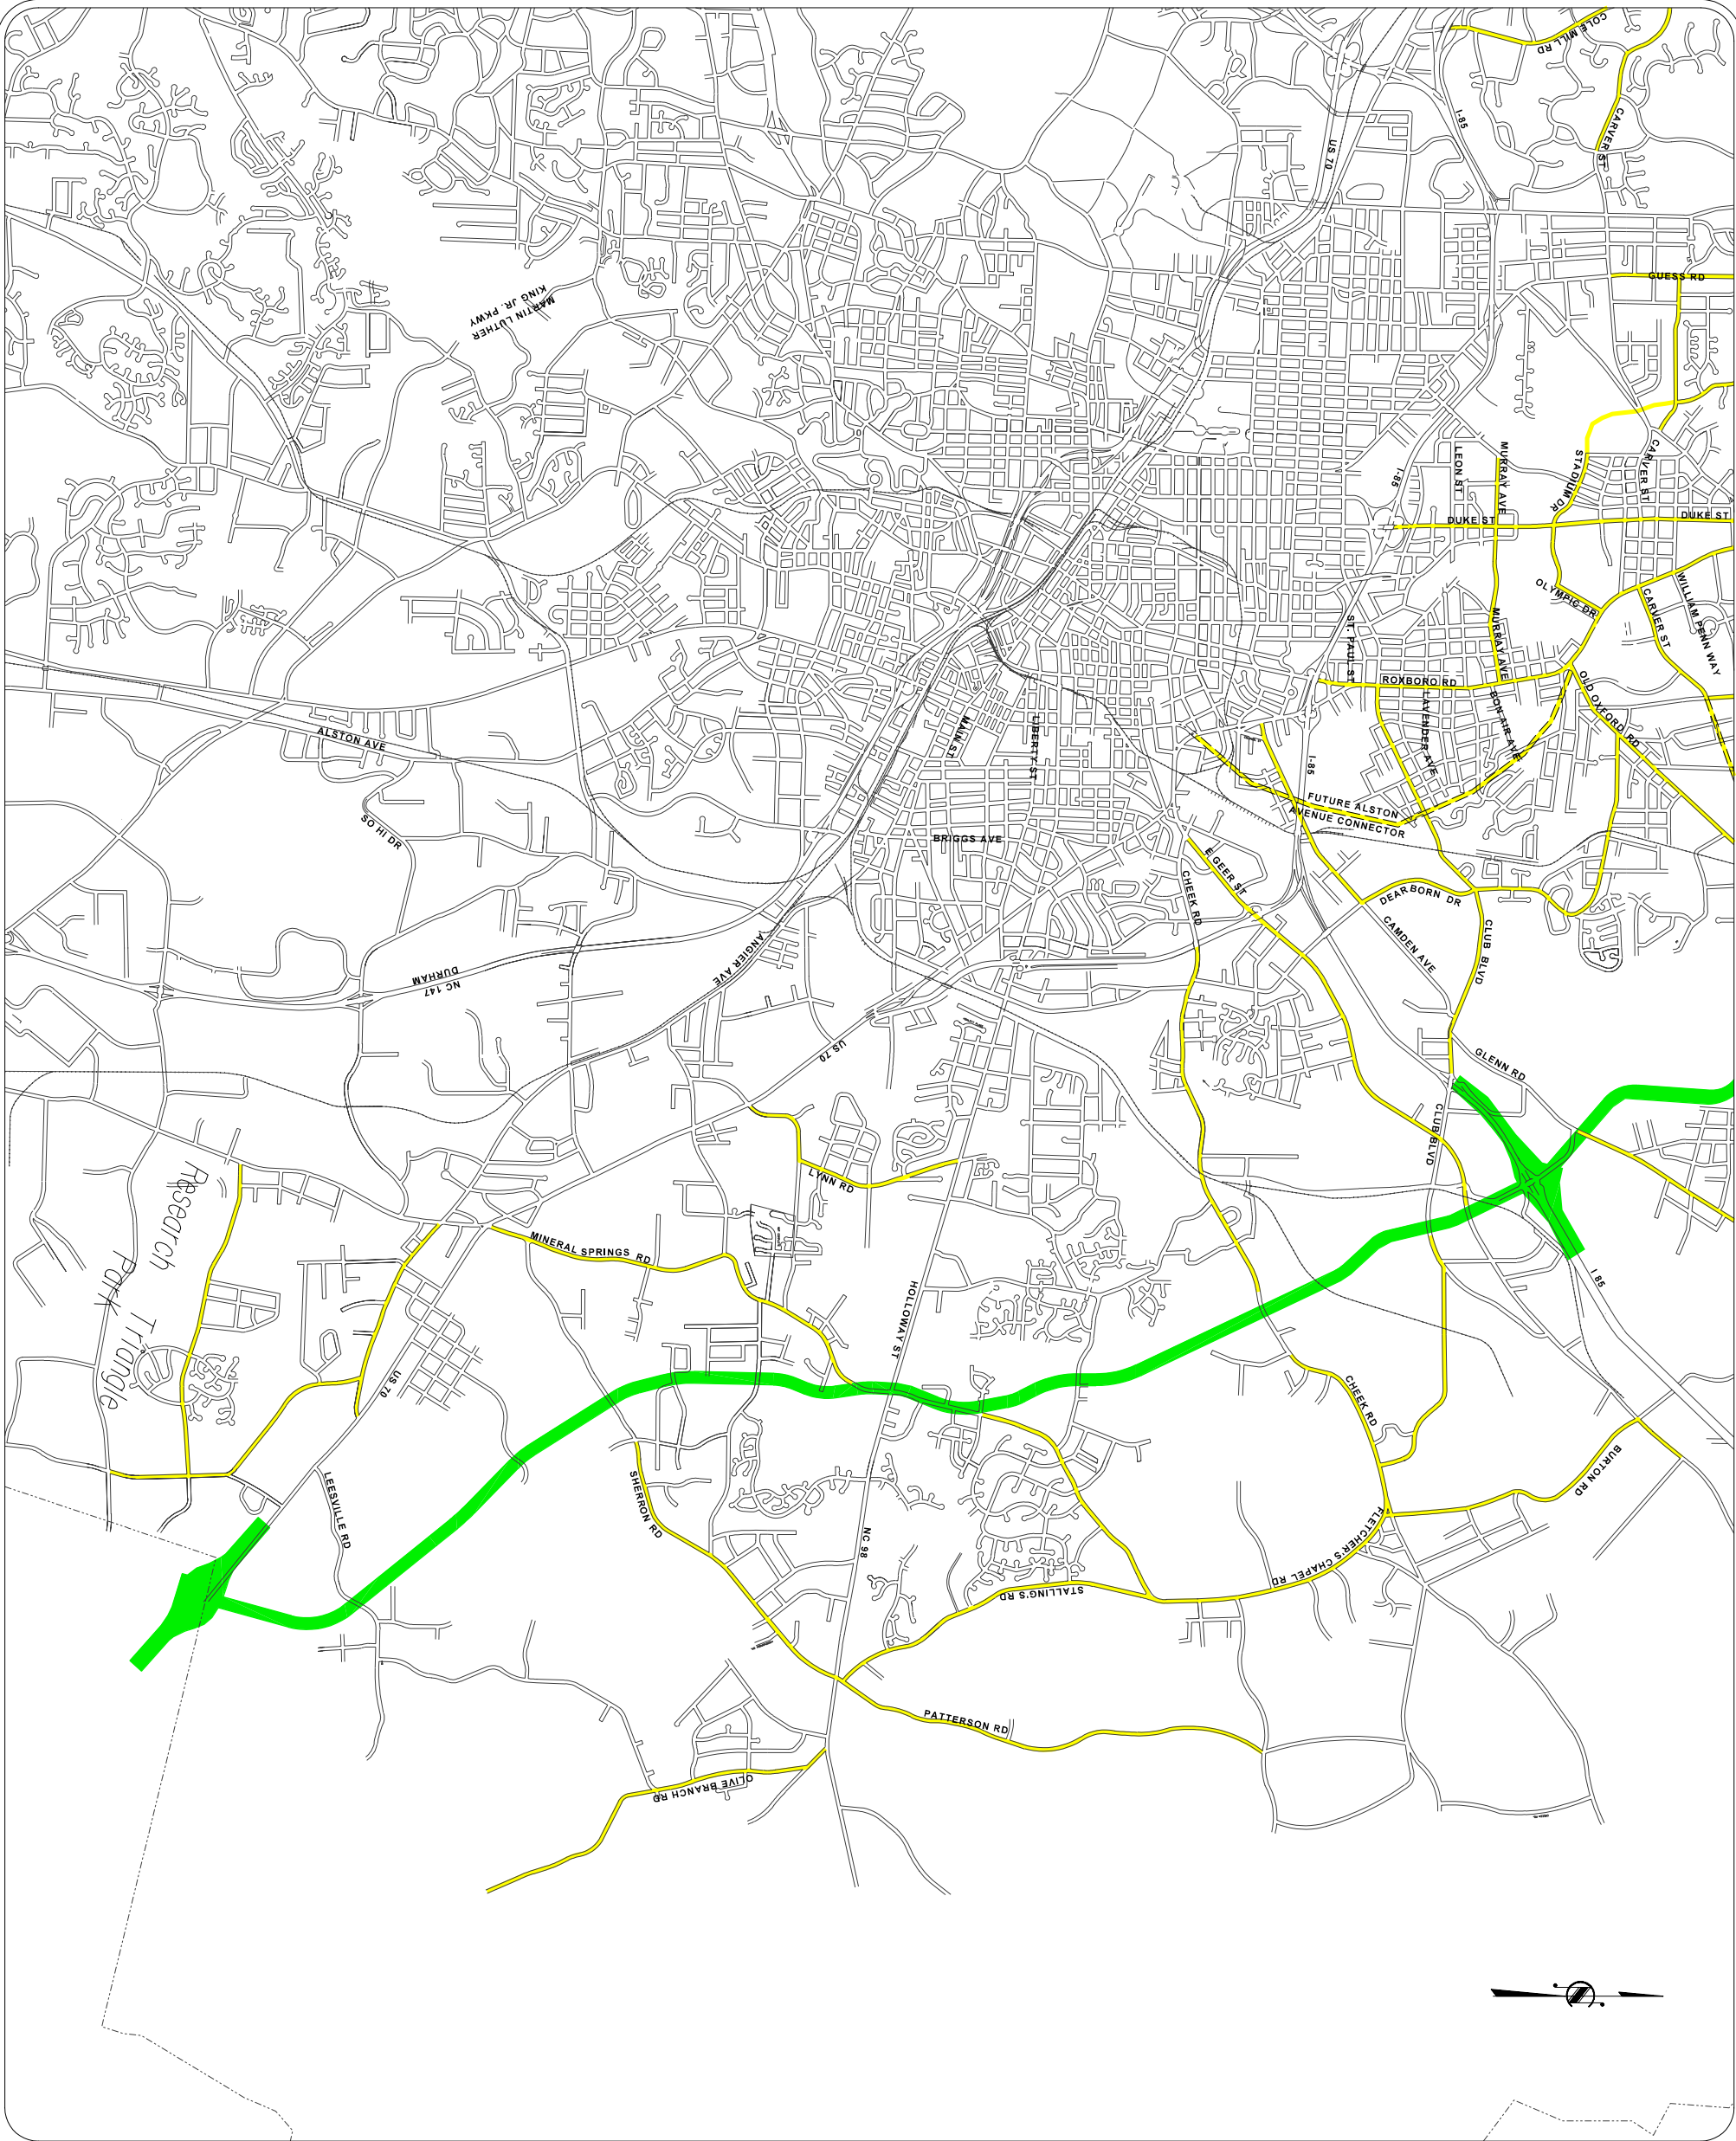 COLE MILL RD
I-85
CARVER ST
US 70
GUESS RD
MARTIN LUTHER
KING JR. PKWY
MURRAY AVE
LEON ST
STADIUM DR
CARVER ST
I-85
DUKE ST
DUKE ST
OLYMPIC DR
WILLIAM PENN WAY
CARVER ST
ST. PAUL ST
MURRAY AVE
ROXBORO RD
OLD OXFORD RD
LAVENDER AVE
BON AIR AVE
MAIN ST
LIBERTY ST
ALSTON AVE
I-85
FUTURE ALSTON
AVENUE CONNECTOR
SO HI DR
BRIGGS AVE
E GEER ST
CHEEK RD
DEARBORN DR
CAMDEN AVE
CLUB BLVD
ANGIER AVE
DURHAM
NC 147
US 70
GLENN RD
CLUB BLVD
LYNN RD
Research
Triangle
Park
MINERAL SPRINGS RD
HOLLOWAY ST
I 85
US 70
CHEEK RD
BURTON RD
LEESVILLE RD
SHERRON RD
NC 98
FLETCHER'S CHAPEL RD
STALLING'S RD
PATTERSON RD
OLIVE BRANCH RD